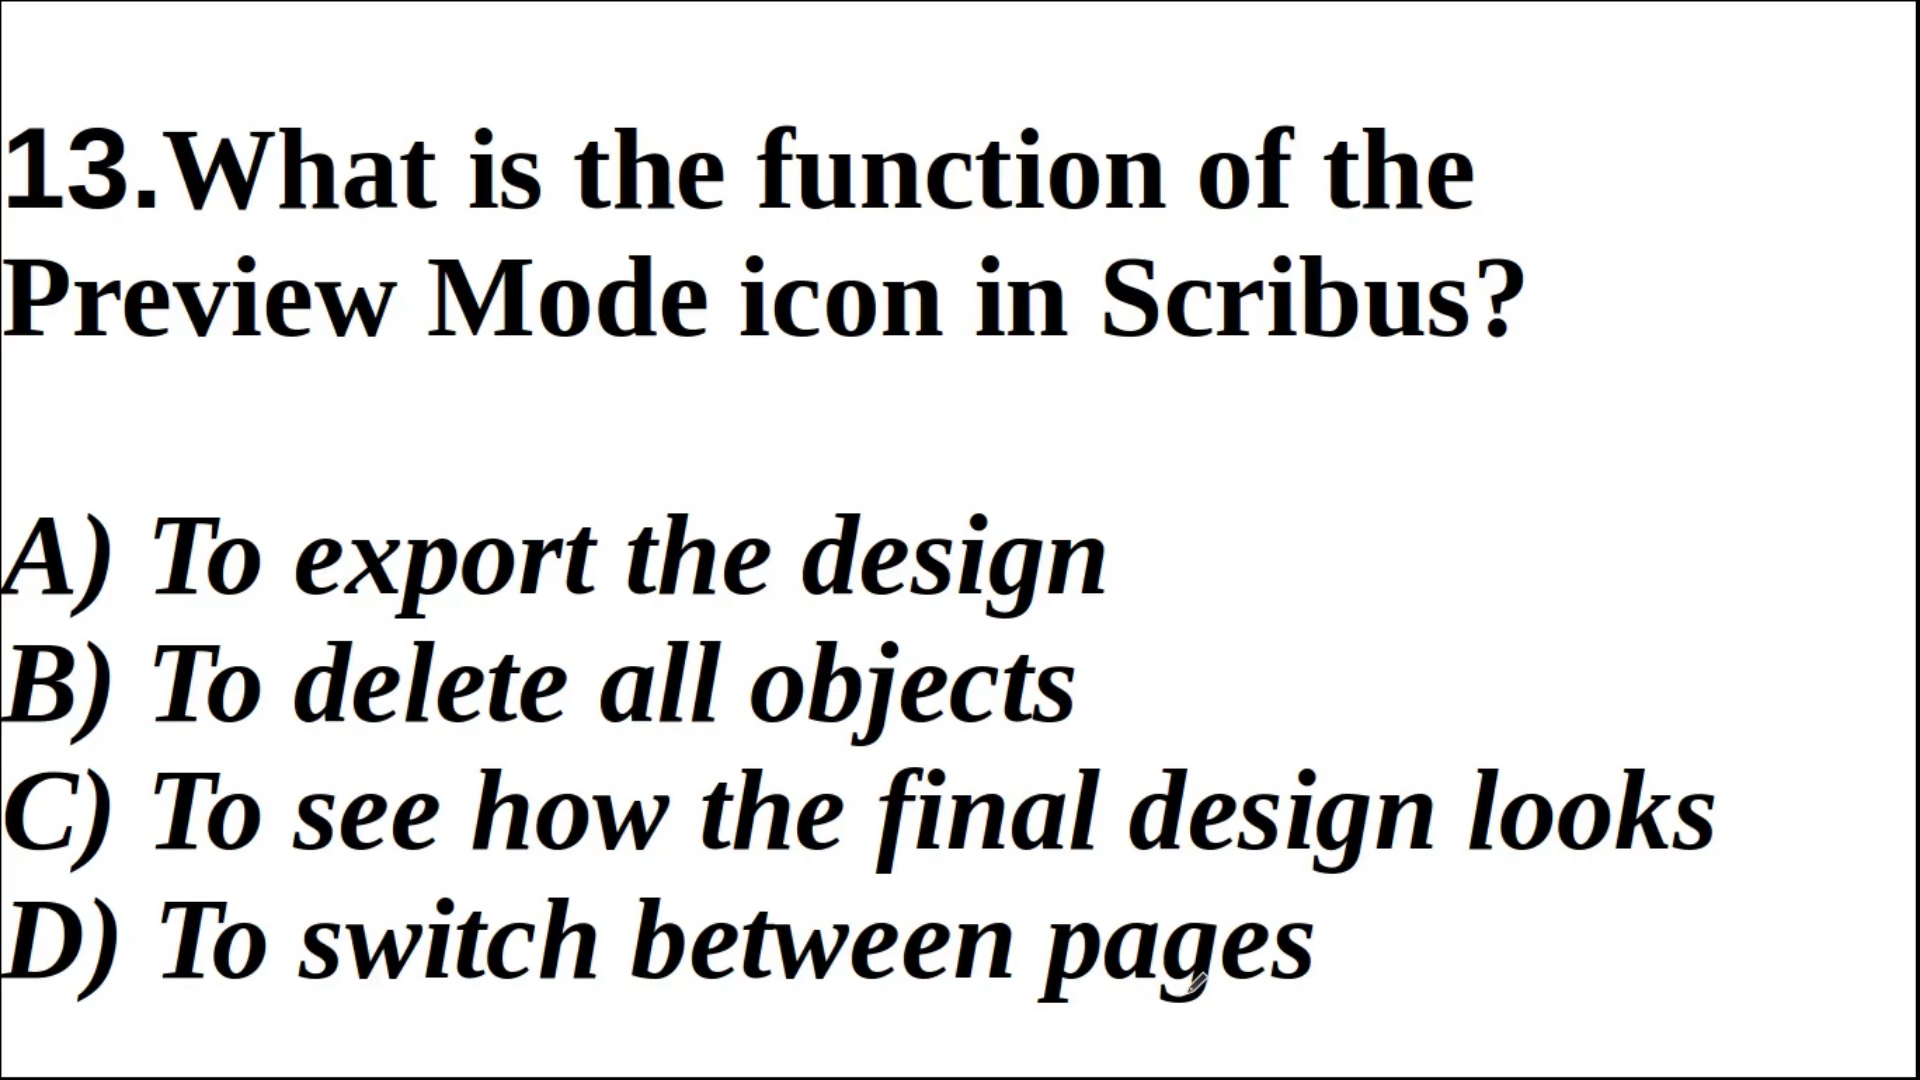 13.What is the function of the
Preview Mode icon in Scribus?
A) To export the design
B) To delete all objects
C) To see how the final design looks
D) To switch between pages